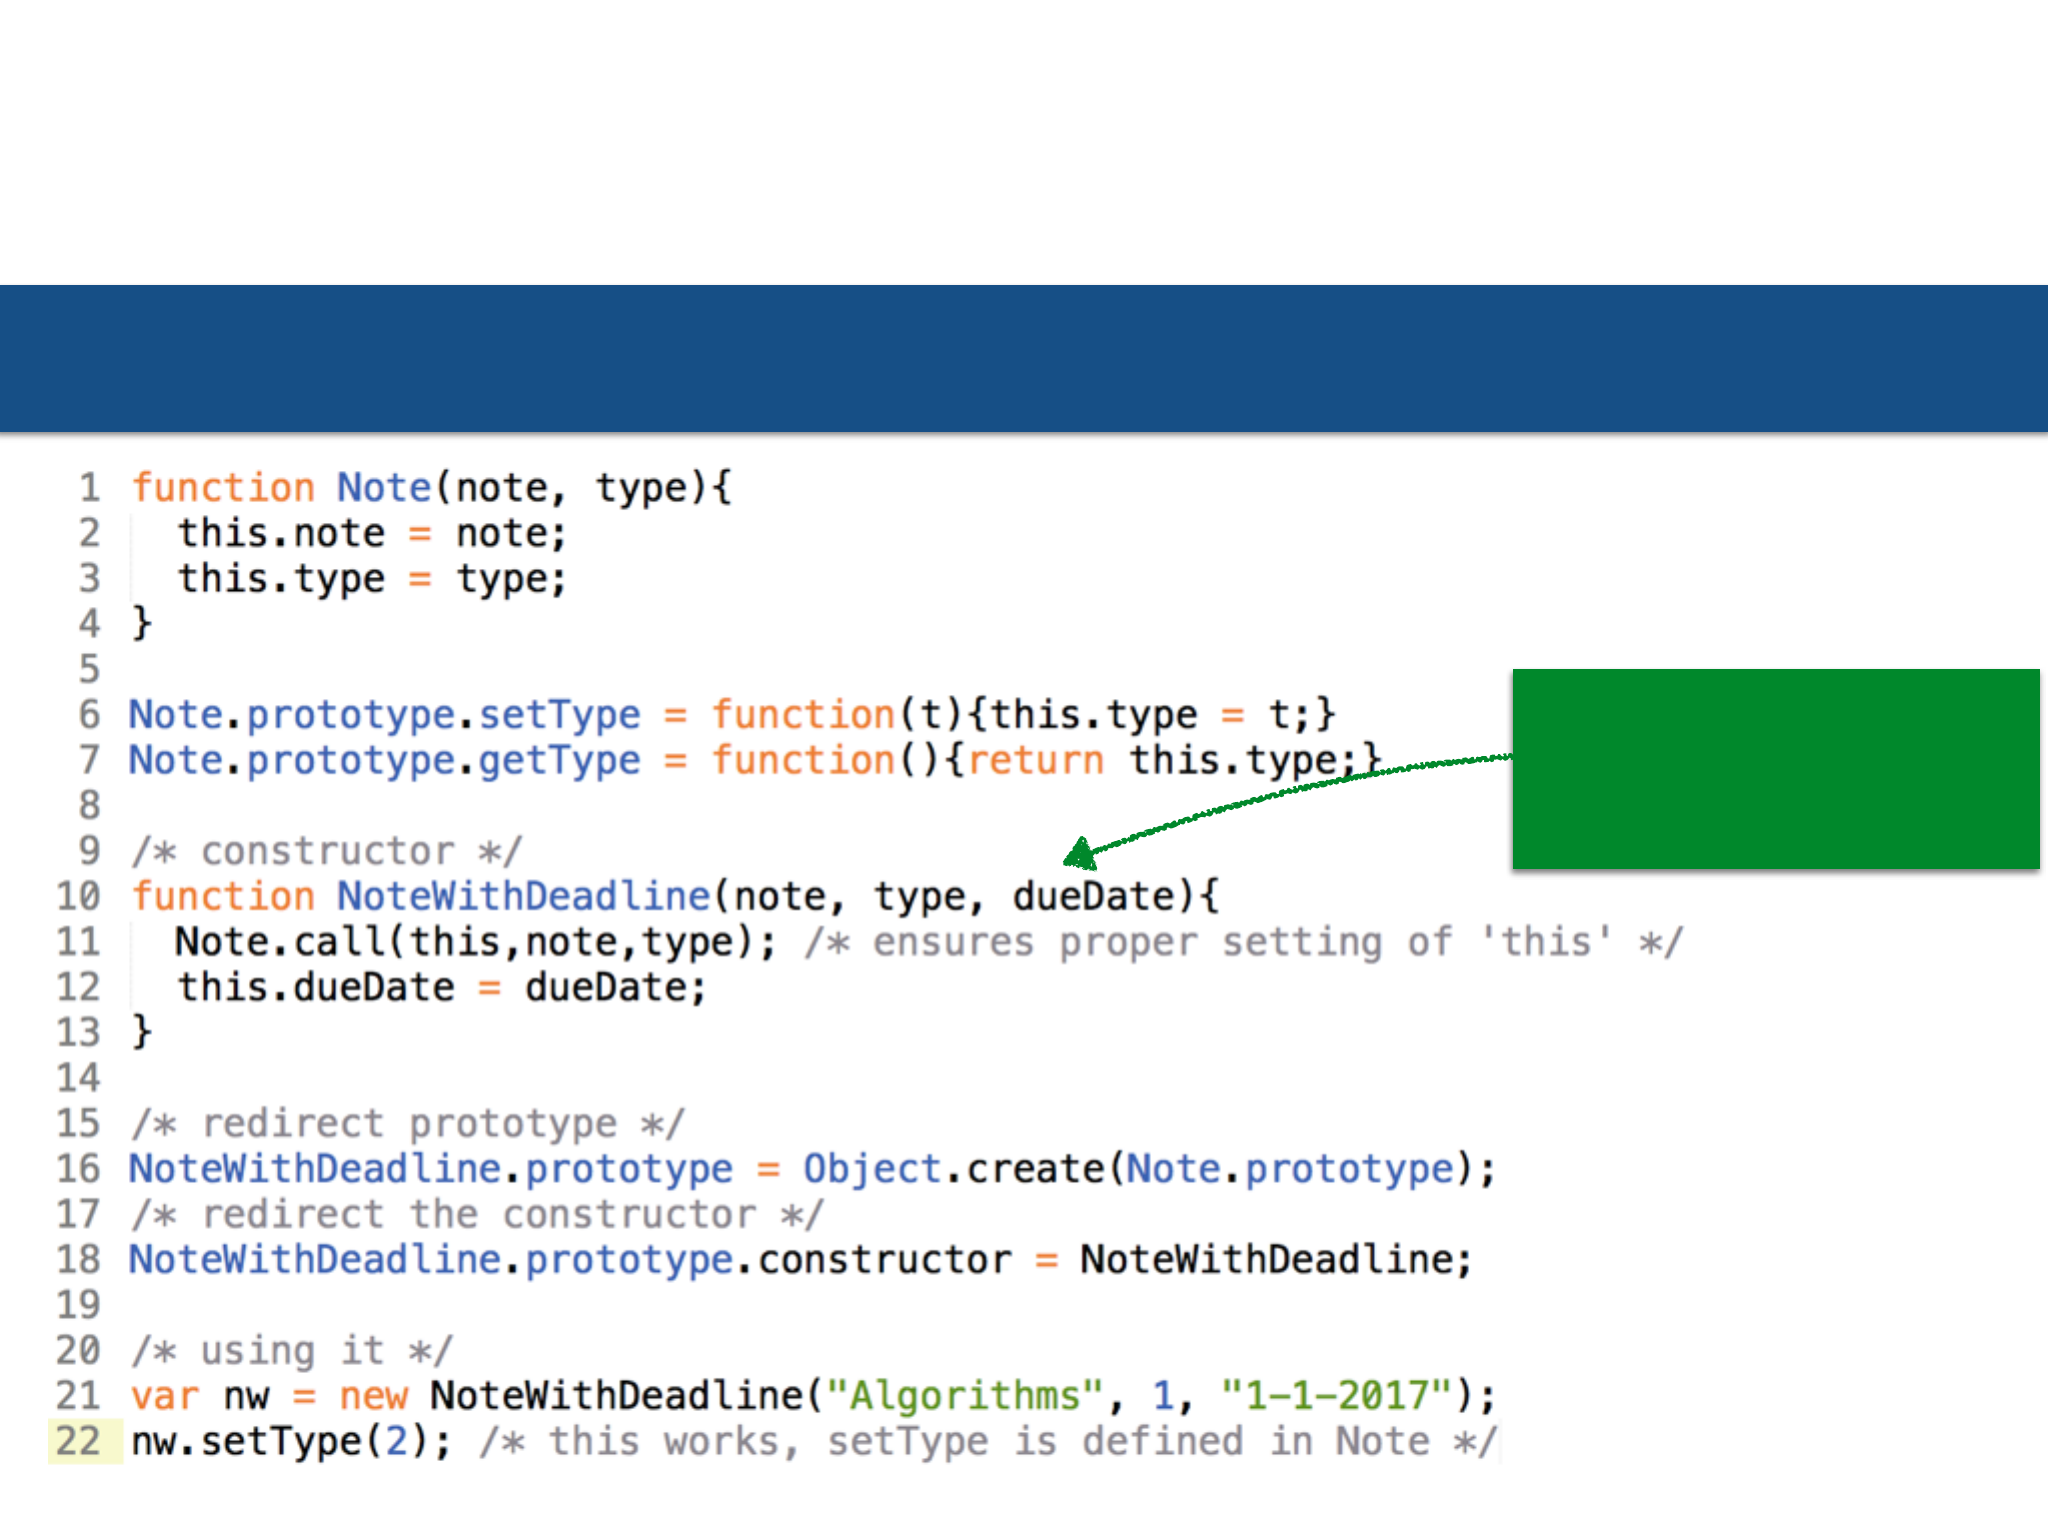 1 function Note(note, type){
2 this.note = note;
3 this.type = type;
4 }
5
6 Note.prototype.setType = function(t){this.type = t;}
7 Note.prototype.getType = function(){return this.type;}
8
9 /* constructor */
10 function NoteWithDeadline(note, type, dueDate){
11 Note.call(this,note,type); /* ensures proper setting of 'this' */
12 this.dueDate = dueDate;
13 }
14
15 /* redirect prototype */
16 NoteWithDeadline.prototype = Object.create(Note.prototype);
17 /* redirect the constructor */
18 NoteWithDeadline.prototype.constructor = NoteWithDeadline;
19
20 /* using it */
21 var nw = new NoteWithDeadline("Algorithms", 1, "1-1-2017");
22 nw.setType(2); /* this works, setType is defined in Note */